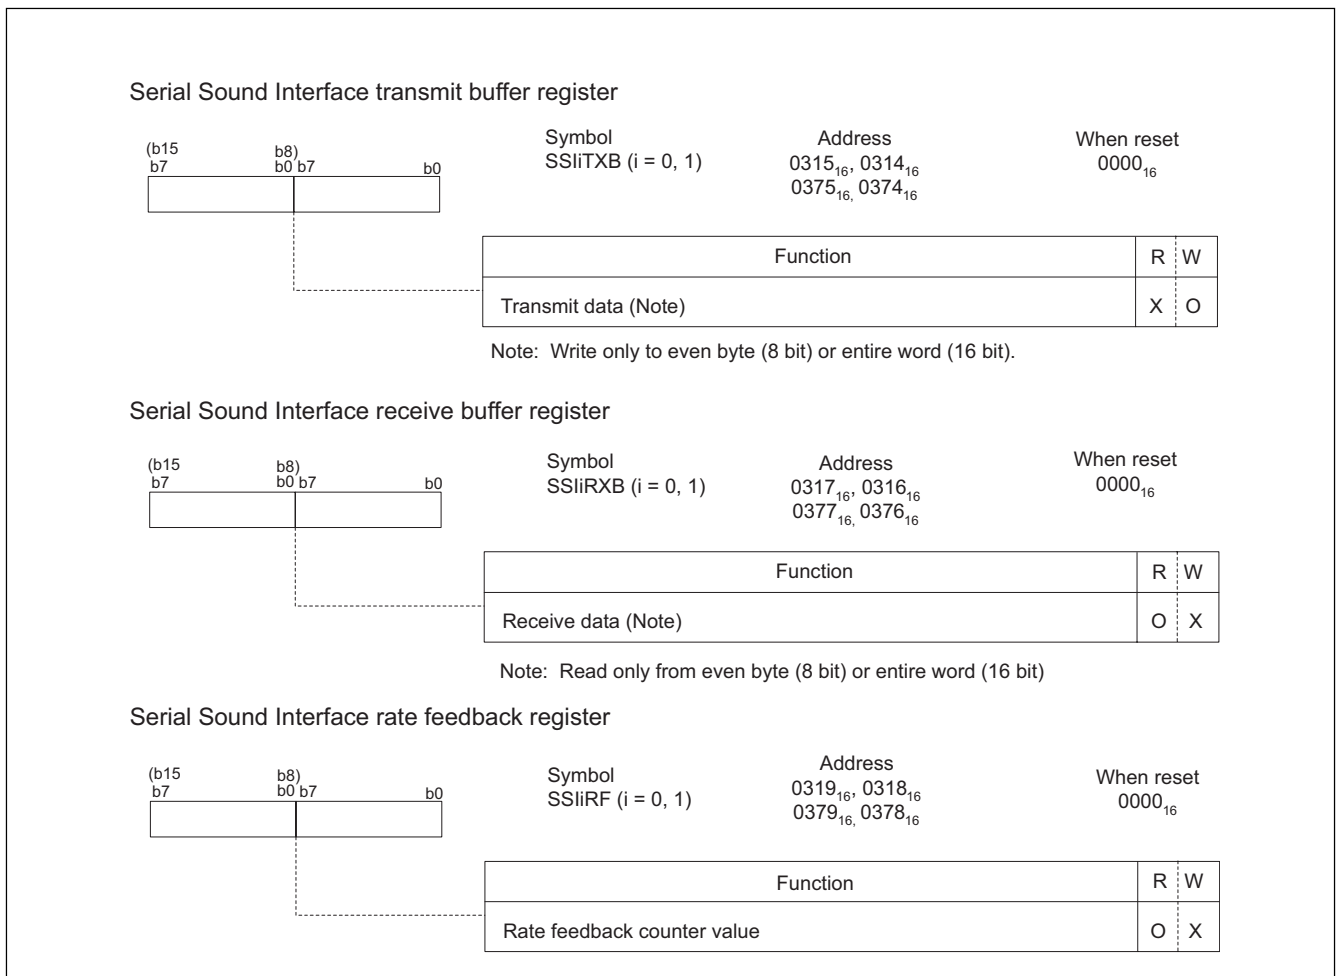 Serial Sound Interface transmit buffer register
Symbol Address When reset
(b15 b8)
b7 b0 b7 b0
SSIiTXB (i = 0, 1) 0315₁₆, 0314₁₆ 0000₁₆
0375₁₆, 0374₁₆
Function R W
Transmit data (Note) X O
Note: Write only to even byte (8 bit) or entire word (16 bit).
Serial Sound Interface receive buffer register
Symbol Address When reset
(b15 b8)
b7 b0 b7 b0
SSIiRXB (i = 0, 1) 0317₁₆, 0316₁₆ 0000₁₆
0377₁₆, 0376₁₆
Function R W
Receive data (Note) O X
Note: Read only from even byte (8 bit) or entire word (16 bit)
Serial Sound Interface rate feedback register
Symbol Address When reset
(b15 b8)
b7 b0 b7 b0
SSIiRF (i = 0, 1) 0319₁₆, 0318₁₆ 0000₁₆
0379₁₆, 0378₁₆
Function R W
Rate feedback counter value O X